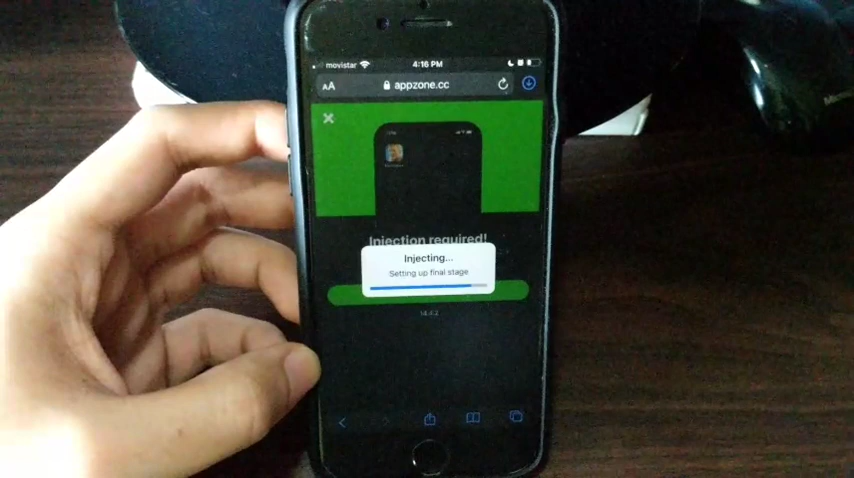 movistar 4:16 PM
AA appzone.cc
Injection required!
Injecting...
Setting up final stage
14.4.2